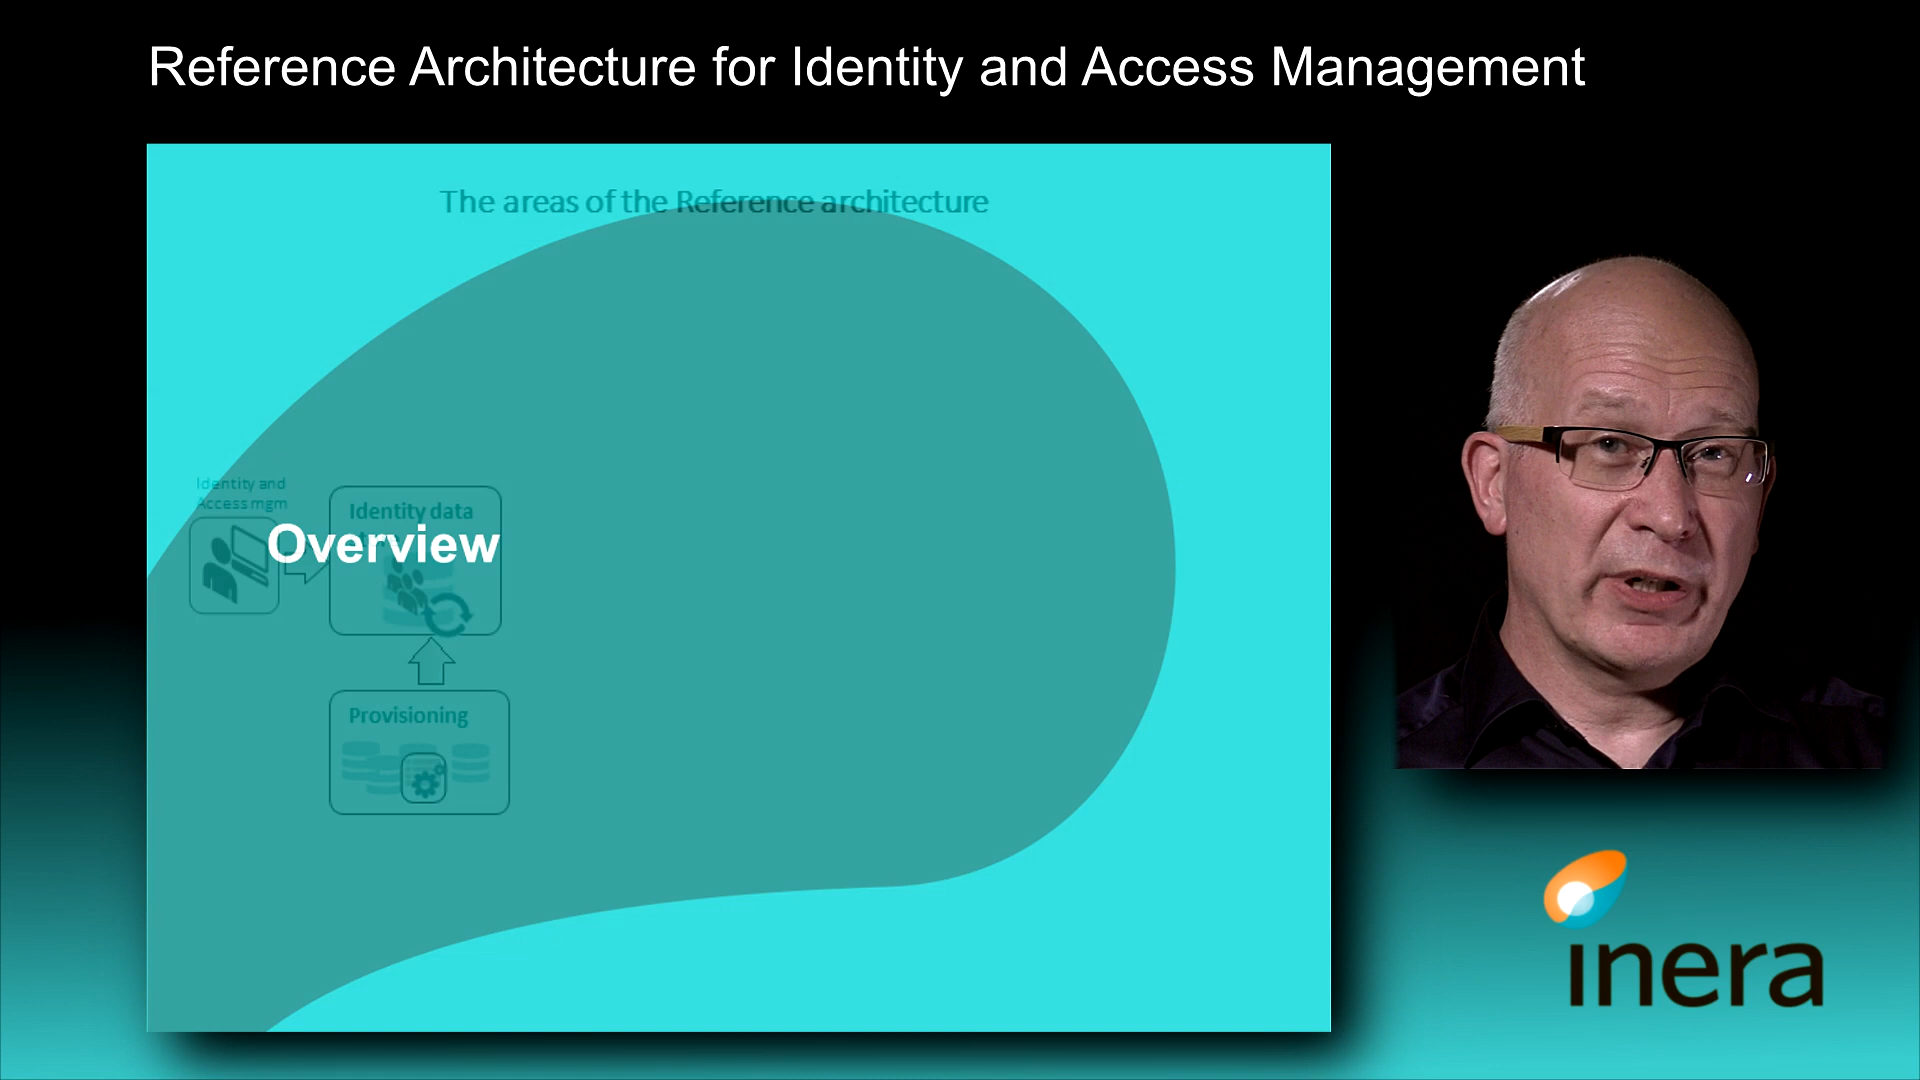 Reference Architecture for Identity and Access Management
The areas of the Reference architecture
Identity and
Access mgm
Identity data
Overview
Provisioning
inera